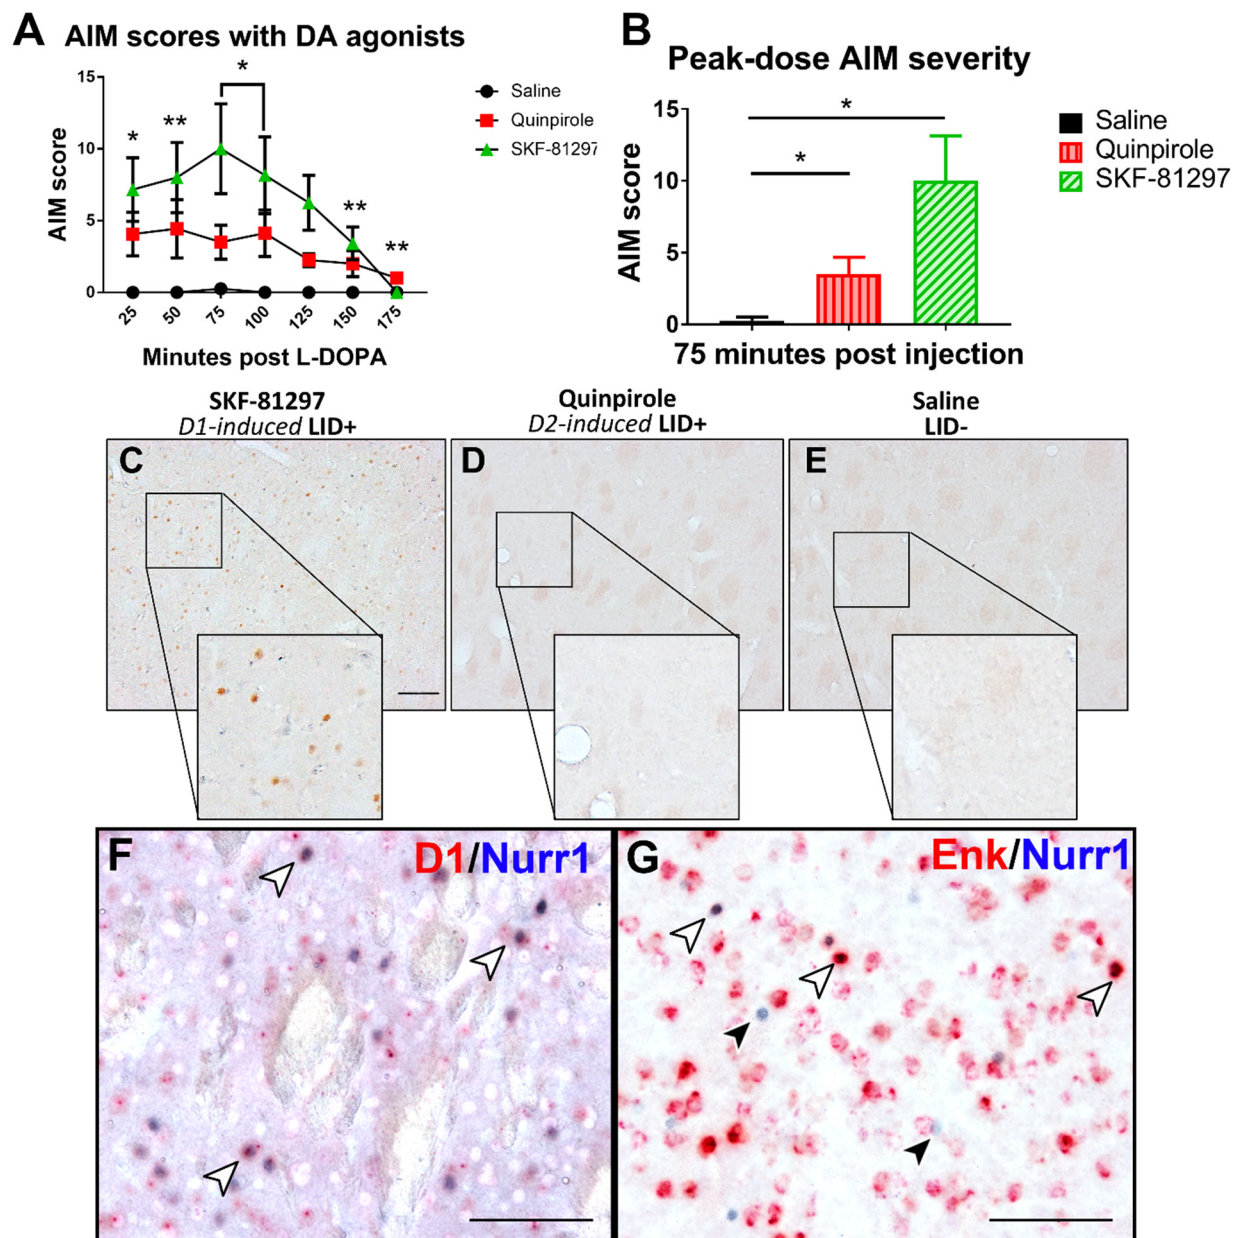 A AIM scores with DA agonists
15
10
5
0
AIM score
*
**
*
**
**
25 50 75 100 125 150 175
Minutes post L-DOPA
Saline
Quinpirole
SKF-81297
B Peak-dose AIM severity
15
10
5
0
AIM score
*
*
75 minutes post injection
Saline
Quinpirole
SKF-81297
SKF-81297
D1-induced LID+
Quinpirole
D2-induced LID+
Saline
LID-
C
D
E
F D1/Nurr1
G Enk/Nurr1